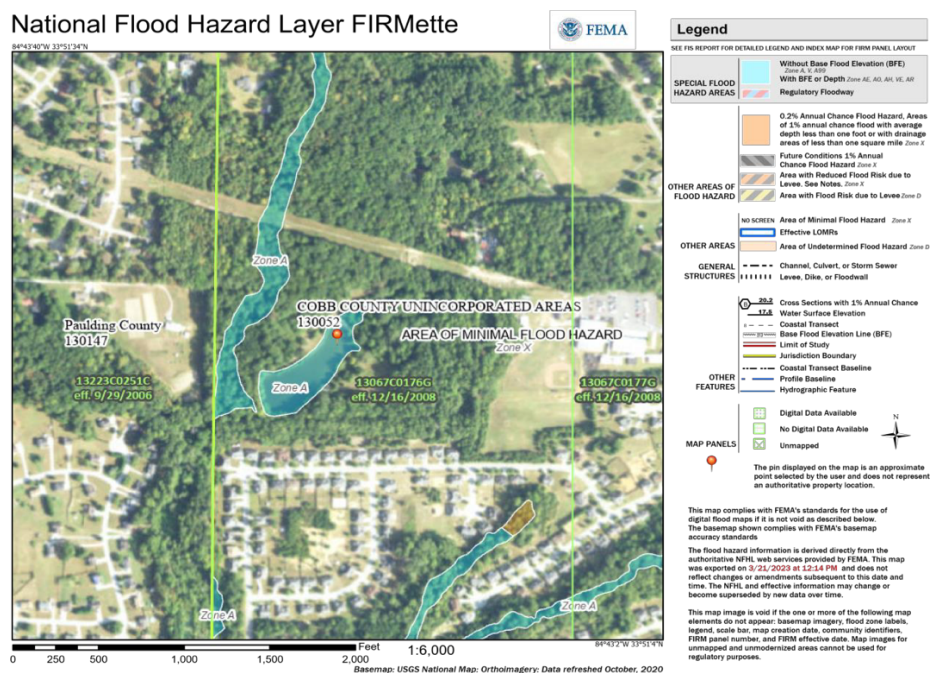 National Flood Hazard Layer FIRMette
FEMA
84°43'40"W 33°51'34"N
Zone A
COBB COUNTY UNINCORPORATED AREAS
130052
Paulding County
130147
AREA OF MINIMAL FLOOD HAZARD
Zone X
13223C0251C
eff. 9/29/2006
Zone A
13067C0176G
eff. 12/16/2008
13067C0177G
eff. 12/16/2008
Zone A
Zone A
84°43'2"W 33°51'4"N
Feet
1:6,000
0
250
500
1,000
1,500
2,000
Basemap: USGS National Map: Orthoimagery: Data refreshed October, 2020
Legend
SEE FIS REPORT FOR DETAILED LEGEND AND INDEX MAP FOR FIRM PANEL LAYOUT
SPECIAL FLOOD
HAZARD AREAS
Without Base Flood Elevation (BFE)
Zone A, V, A99
With BFE or Depth Zone AE, AO, AH, VE, AR
Regulatory Floodway
OTHER AREAS OF
FLOOD HAZARD
0.2% Annual Chance Flood Hazard, Areas
of 1% annual chance flood with average
depth less than one foot or with drainage
areas of less than one square mile Zone X
Future Conditions 1% Annual
Chance Flood Hazard Zone X
Area with Reduced Flood Risk due to
Levee. See Notes. Zone X
Area with Flood Risk due to Levee Zone D
OTHER AREAS
NO SCREEN Area of Minimal Flood Hazard Zone X
Effective LOMRs
Area of Undetermined Flood Hazard Zone D
GENERAL
STRUCTURES
Channel, Culvert, or Storm Sewer
Levee, Dike, or Floodwall
OTHER
FEATURES
B
20.2
17.5
Cross Sections with 1% Annual Chance
Water Surface Elevation
Coastal Transect
Base Flood Elevation Line (BFE)
Limit of Study
Jurisdiction Boundary
Coastal Transect Baseline
Profile Baseline
Hydrographic Feature
MAP PANELS
Digital Data Available
No Digital Data Available
Unmapped
N
The pin displayed on the map is an approximate
point selected by the user and does not represent
an authoritative property location.
This map complies with FEMA's standards for the use of
digital flood maps if it is not void as described below.
The basemap shown complies with FEMA's basemap
accuracy standards
The flood hazard information is derived directly from the
authoritative NFHL web services provided by FEMA. This map
was exported on 3/21/2023 at 12:14 PM and does not
reflect changes or amendments subsequent to this date and
time. The NFHL and effective information may change or
become superseded by new data over time.
This map image is void if the one or more of the following map
elements do not appear: basemap imagery, flood zone labels,
legend, scale bar, map creation date, community identifiers,
FIRM panel number, and FIRM effective date. Map images for
unmapped and unmodernized areas cannot be used for
regulatory purposes.